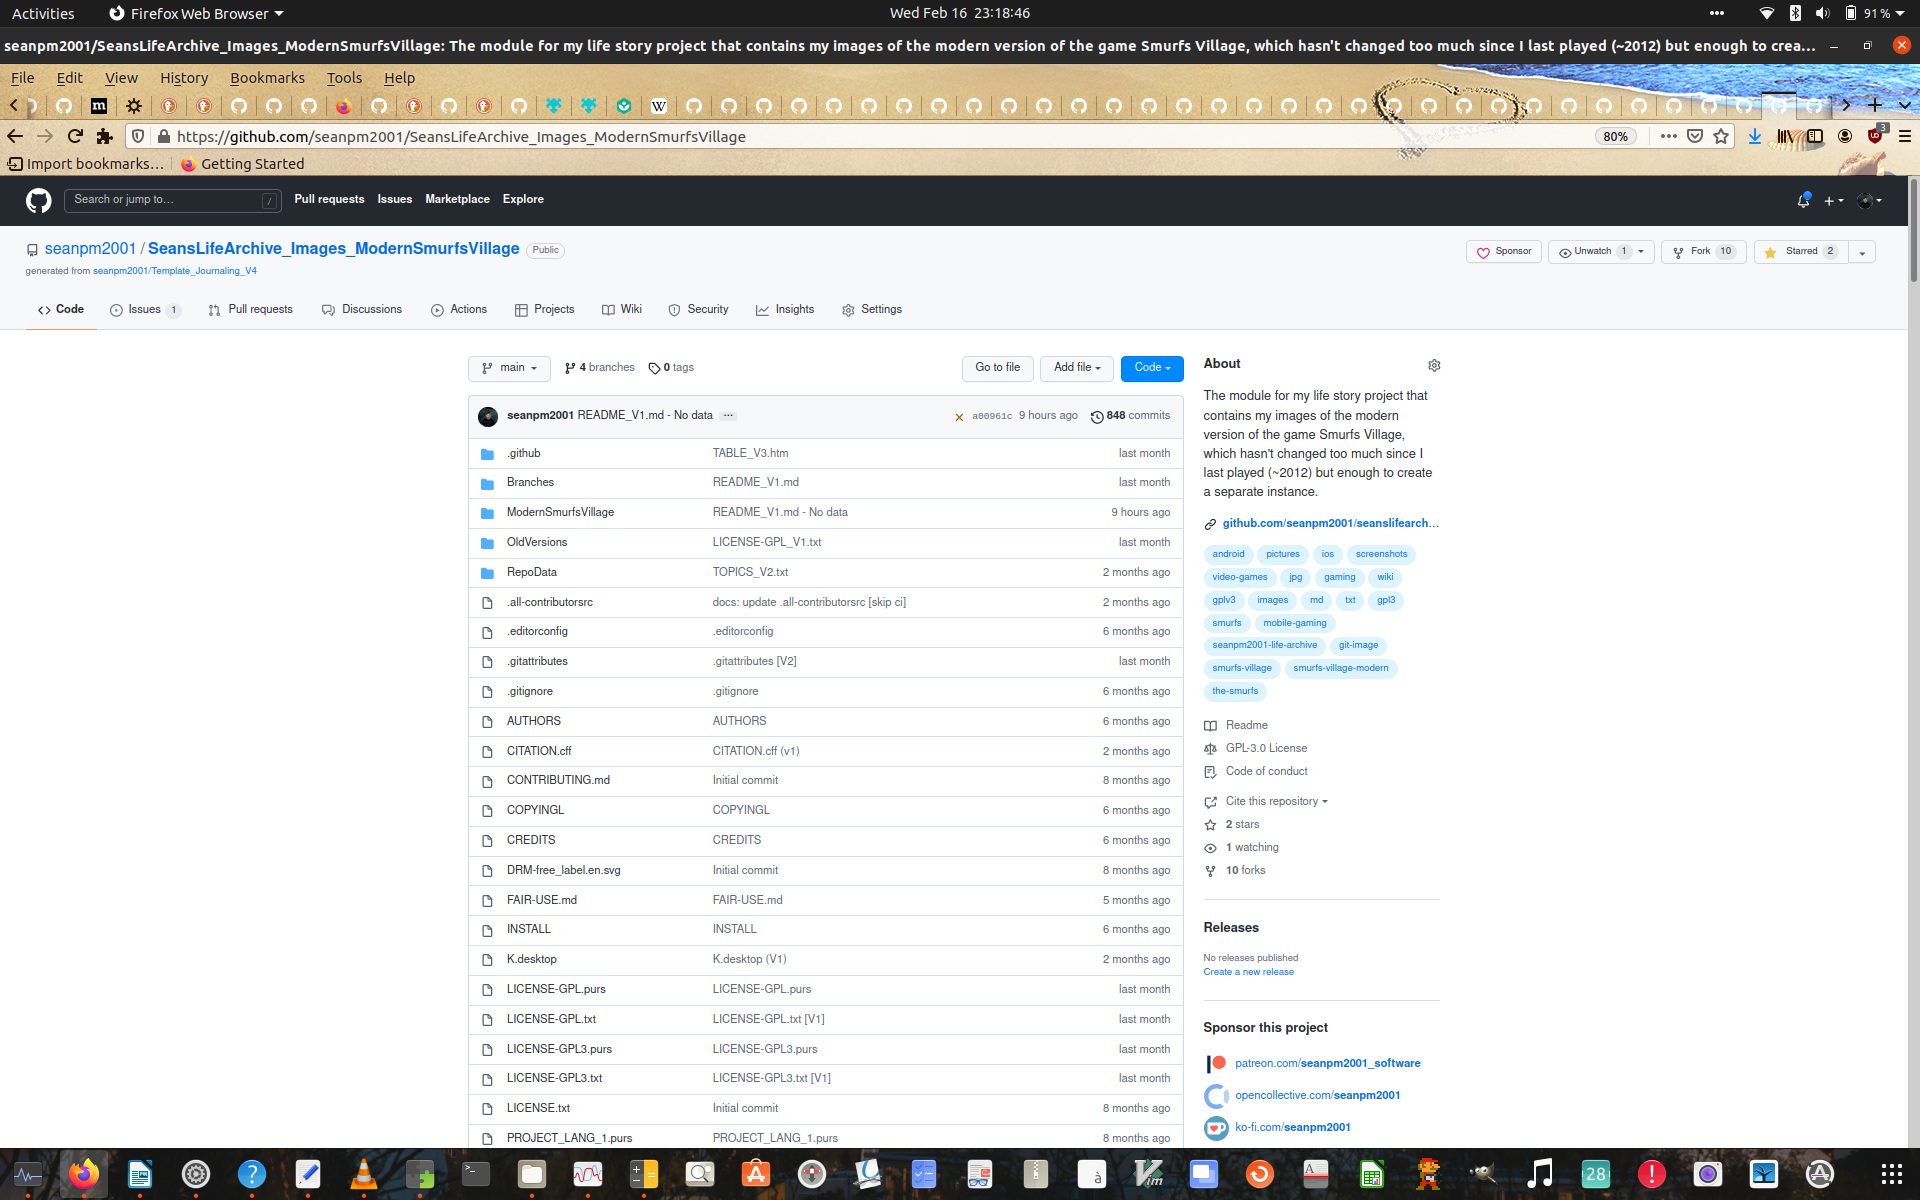 Activities
Firefox Web Browser
Wed Feb 16 23:18:46
91 %
seanpm2001/SeansLifeArchive_Images_ModernSmurfsVillage: The module for my life story project that contains my images of the modern version of the game Smurfs Village, which hasn't changed too much since I last played (~2012) but enough to crea…
File Edit View History Bookmarks Tools Help
https://github.com/seanpm2001/SeansLifeArchive_Images_ModernSmurfsVillage
80%
3
Import bookmarks…
Getting Started
Search or jump to…
/
Pull requests Issues Marketplace Explore
seanpm2001 / SeansLifeArchive_Images_ModernSmurfsVillage Public
generated from seanpm2001/Template_Journaling_V4
Sponsor
Unwatch 1
Fork 10
Starred 2
Code
Issues 1
Pull requests
Discussions
Actions
Projects
Wiki
Security
Insights
Settings
main
4 branches
0 tags
Go to file
Add file
Code
seanpm2001 README_V1.md - No data ···
a00961c 9 hours ago 848 commits
.github TABLE_V3.htm last month
Branches README_V1.md last month
ModernSmurfsVillage README_V1.md - No data 9 hours ago
OldVersions LICENSE-GPL_V1.txt last month
RepoData TOPICS_V2.txt 2 months ago
.all-contributorsrc docs: update .all-contributorsrc [skip ci] 2 months ago
.editorconfig .editorconfig 6 months ago
.gitattributes .gitattributes [V2] last month
.gitignore .gitignore 6 months ago
AUTHORS AUTHORS 6 months ago
CITATION.cff CITATION.cff (v1) 2 months ago
CONTRIBUTING.md Initial commit 8 months ago
COPYINGL COPYINGL 6 months ago
CREDITS CREDITS 6 months ago
DRM-free_label.en.svg Initial commit 8 months ago
FAIR-USE.md FAIR-USE.md 5 months ago
INSTALL INSTALL 6 months ago
K.desktop K.desktop (V1) 2 months ago
LICENSE-GPL.purs LICENSE-GPL.purs last month
LICENSE-GPL.txt LICENSE-GPL.txt [V1] last month
LICENSE-GPL3.purs LICENSE-GPL3.purs last month
LICENSE-GPL3.txt LICENSE-GPL3.txt [V1] last month
LICENSE.txt Initial commit 8 months ago
PROJECT_LANG_1.purs PROJECT_LANG_1.purs 8 months ago
About
The module for my life story project that
contains my images of the modern
version of the game Smurfs Village,
which hasn't changed too much since I
last played (~2012) but enough to create
a separate instance.
github.com/seanpm2001/seanslifearch…
android pictures ios screenshots
video-games jpg gaming wiki
gplv3 images md txt gpl3
smurfs mobile-gaming
seanpm2001-life-archive git-image
smurfs-village smurfs-village-modern
the-smurfs
Readme
GPL-3.0 License
Code of conduct
Cite this repository
2 stars
1 watching
10 forks
Releases
No releases published
Create a new release
Sponsor this project
patreon.com/seanpm2001_software
opencollective.com/seanpm2001
ko-fi.com/seanpm2001
28